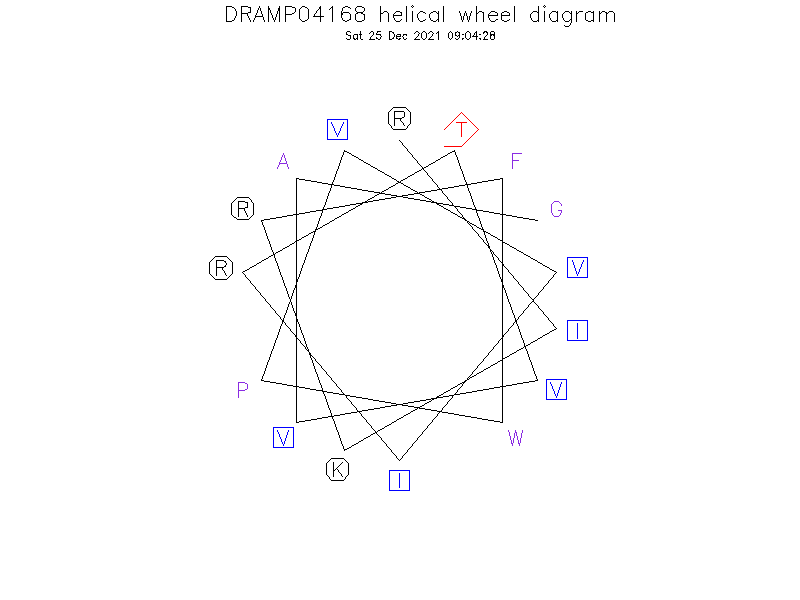 DRAMP04168 helical wheel diagram
Sat 25 Dec 2021 09:04:28
R
V
T
A
F
R
G
R
V
I
P
V
V
W
K
I